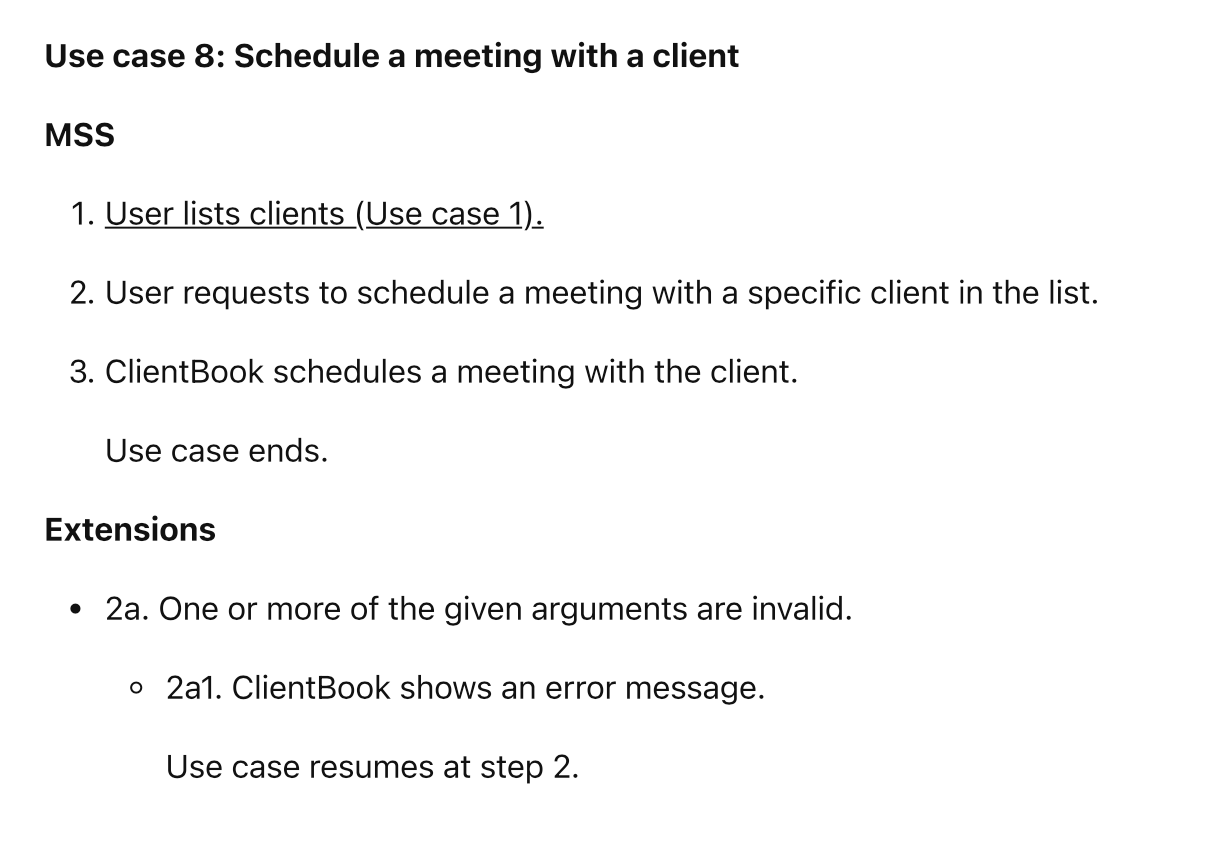 Use case 8: Schedule a meeting with a client
MSS
1. User lists clients (Use case 1).
2. User requests to schedule a meeting with a specific client in the list.
3. ClientBook schedules a meeting with the client.
Use case ends.
Extensions
• 2a. One or more of the given arguments are invalid.
◦ 2a1. ClientBook shows an error message.
Use case resumes at step 2.